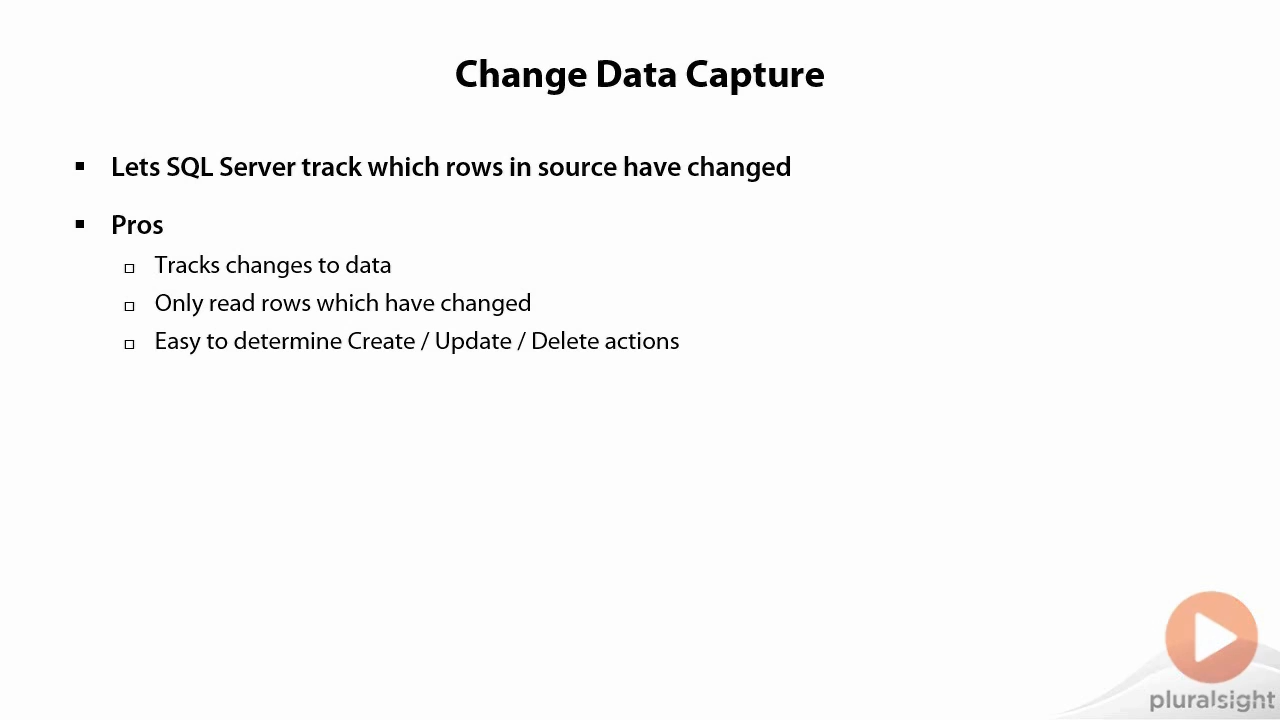 Change Data Capture
Lets SQL Server track which rows in source have changed
Pros
Tracks changes to data
Only read rows which have changed
Easy to determine Create / Update / Delete actions
pluralsight